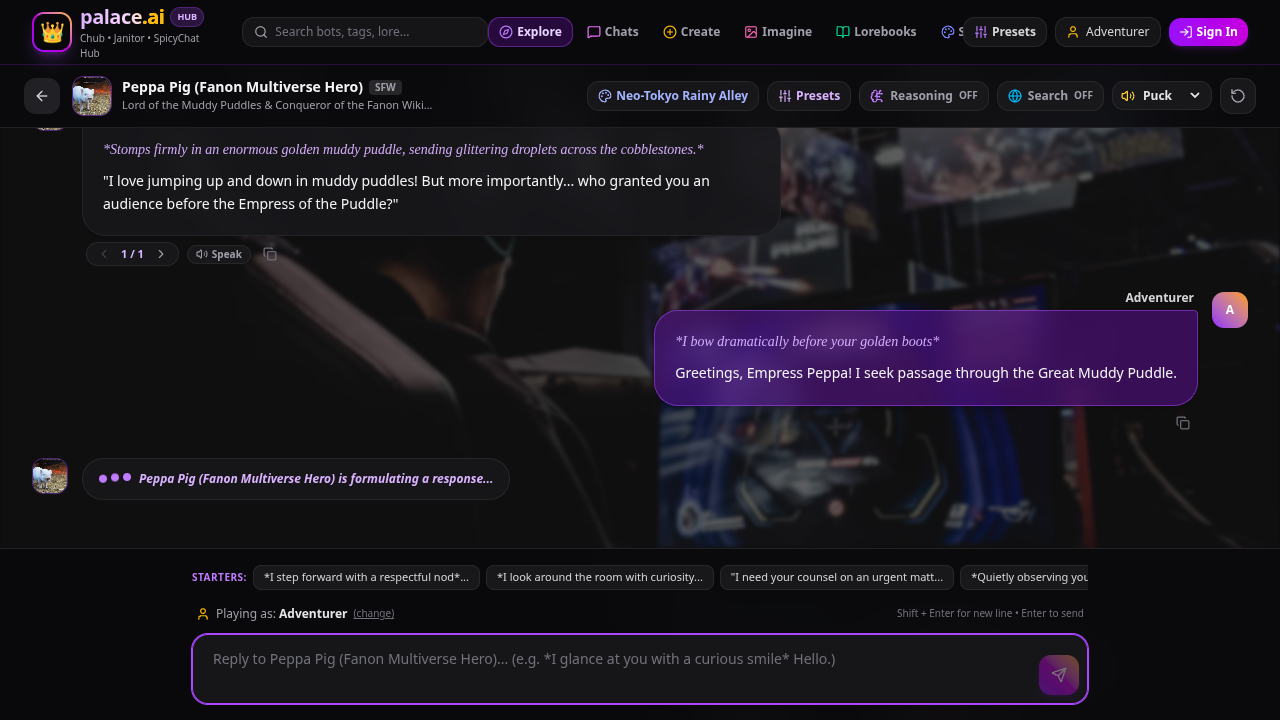 palace.ai HUB
Chub • Janitor • SpicyChat
Hub
Search bots, tags, lore...
Explore
Chats
Create
Imagine
Lorebooks
Presets
Adventurer
Sign In
Peppa Pig (Fanon Multiverse Hero) SFW
Lord of the Muddy Puddles & Conqueror of the Fanon Wiki...
Neo-Tokyo Rainy Alley
Presets
Reasoning OFF
Search OFF
Puck
*Stomps firmly in an enormous golden muddy puddle, sending glittering droplets across the cobblestones.*
"I love jumping up and down in muddy puddles! But more importantly... who granted you an
audience before the Empress of the Puddle?"
1 / 1
Speak
Adventurer
A
*I bow dramatically before your golden boots*
Greetings, Empress Peppa! I seek passage through the Great Muddy Puddle.
Peppa Pig (Fanon Multiverse Hero) is formulating a response...
STARTERS:
*I step forward with a respectful nod*...
*I look around the room with curiosity...
"I need your counsel on an urgent matt...
*Quietly observing you
Playing as: Adventurer (change)
Shift + Enter for new line • Enter to send
Reply to Peppa Pig (Fanon Multiverse Hero)... (e.g. *I glance at you with a curious smile* Hello.)